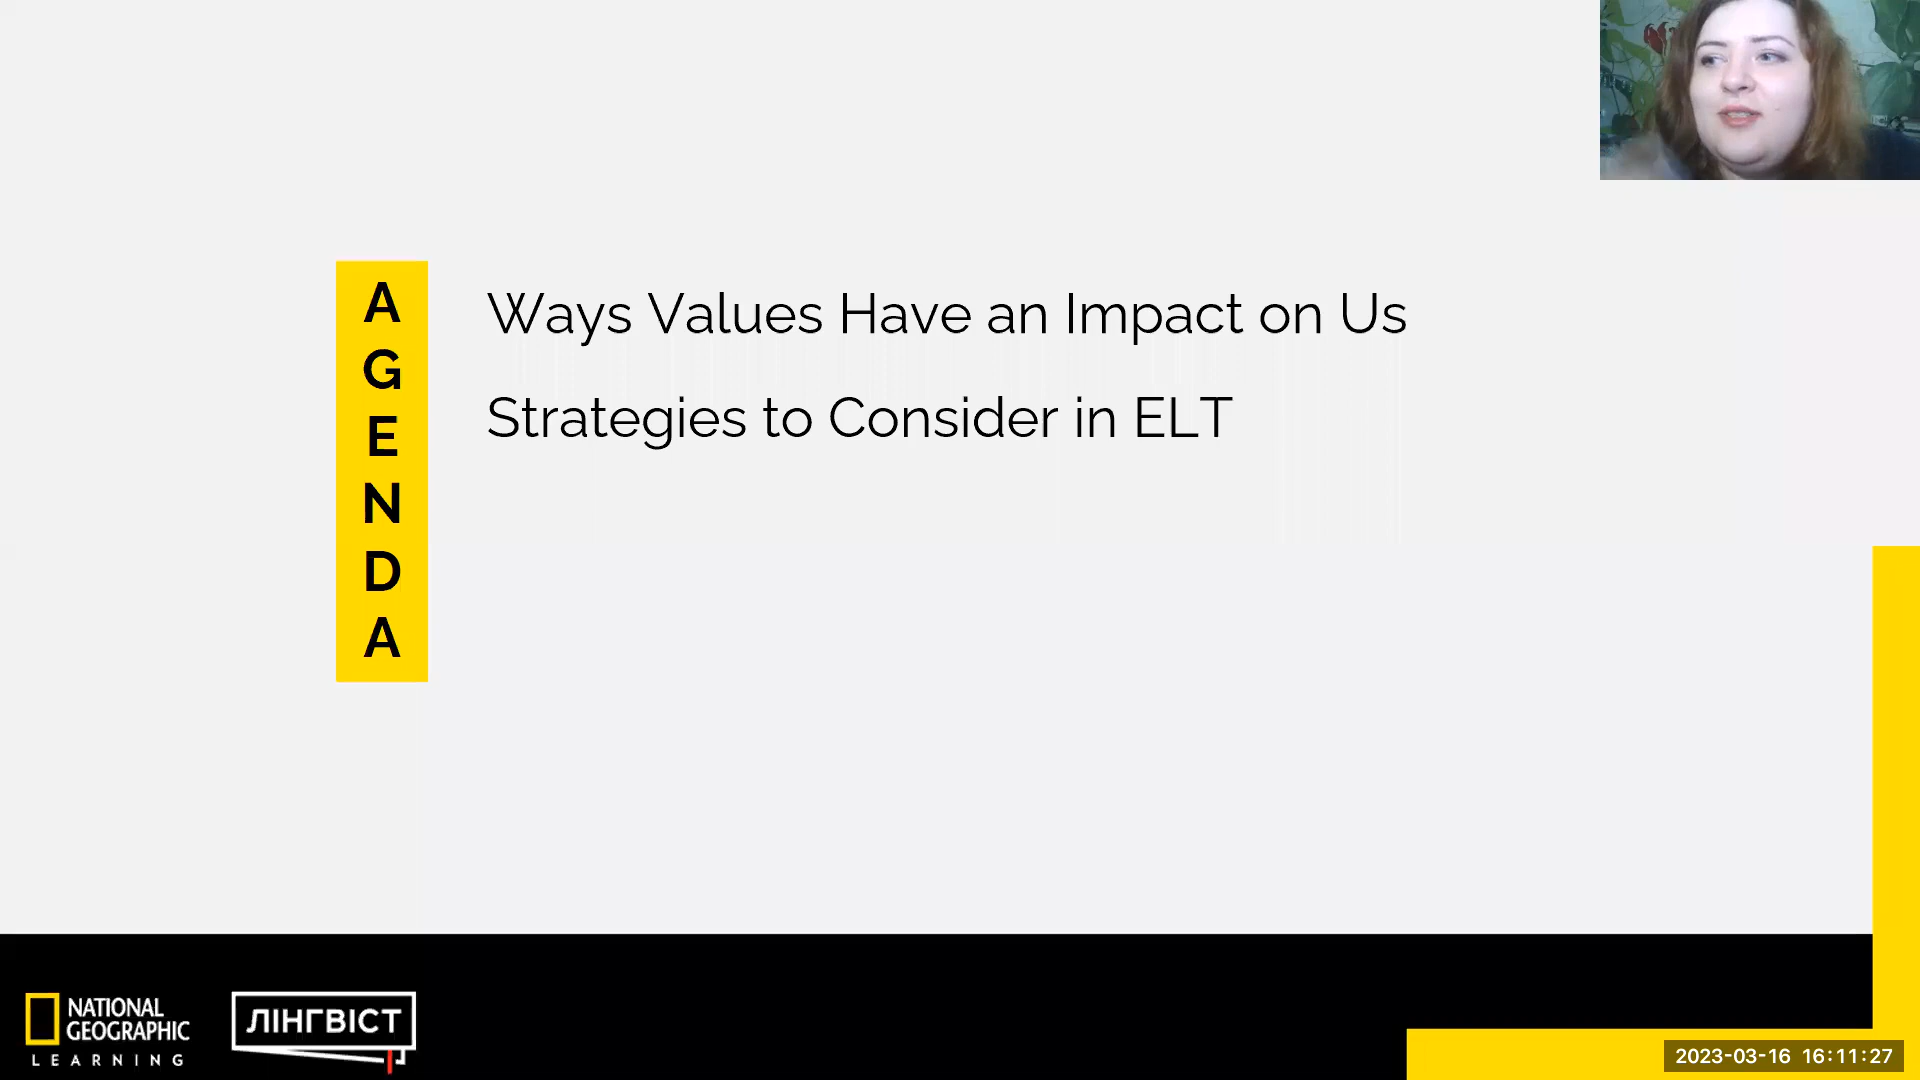 A
G
E
N
D
A
Ways Values Have an Impact on Us
Strategies to Consider in ELT
NATIONAL
GEOGRAPHIC
LEARNING
ЛІНГВІСТ
2023-03-16 16:11:27